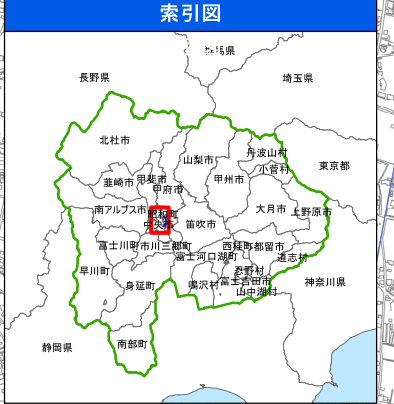 索引図
群馬県
長野県
埼玉県
北杜市
丹波山村
山梨市
小菅村
東京都
韮崎市
甲斐市
甲州市
甲府市
南アルプス市
昭和町
大月市
上野原市
中央市
笛吹市
富士川町
市川三郷町
西桂町
都留市
道志村
富士河口湖町
早川町
忍野村
身延町
鳴沢村
富士吉田市
神奈川県
山中湖村
南部町
静岡県